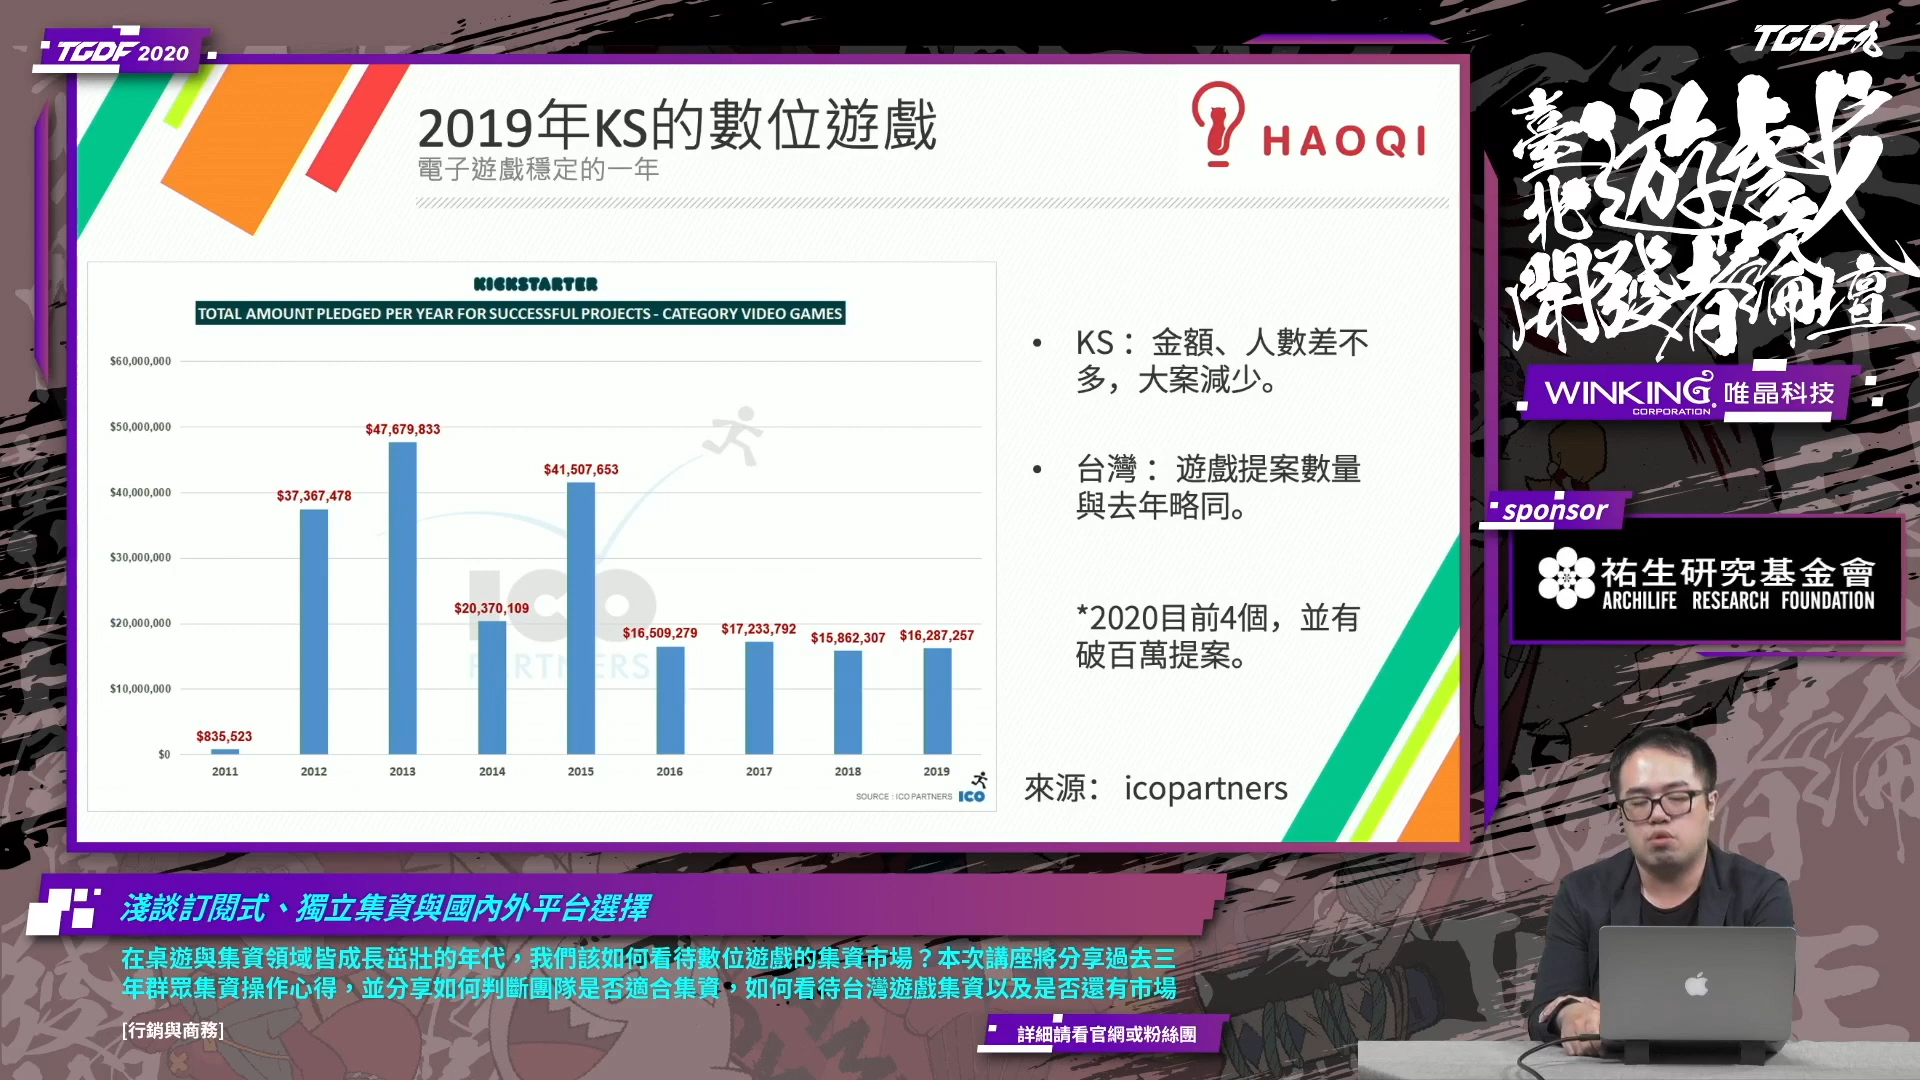 TGDF 2020
TGDF九
臺北遊戲開發者論壇
WINKING 唯晶科技
CORPORATION
sponsor
祐生研究基金會
ARCHILIFE RESEARCH FOUNDATION
2019年KS的數位遊戲
電子遊戲穩定的一年
HAOQI
KICKSTARTER
TOTAL AMOUNT PLEDGED PER YEAR FOR SUCCESSFUL PROJECTS - CATEGORY VIDEO GAMES
$60,000,000
$50,000,000
$40,000,000
$30,000,000
$20,000,000
$10,000,000
$0
$835,523
$37,367,478
$47,679,833
$20,370,109
$41,507,653
$16,509,279
$17,233,792
$15,862,307
$16,287,257
2011 2012 2013 2014 2015 2016 2017 2018 2019
ICO
PARTNERS
SOURCE : ICO PARTNERS ICO
• KS：金額、人數差不
多，大案減少。
• 台灣：遊戲提案數量
與去年略同。
*2020目前4個，並有
破百萬提案。
來源： icopartners
淺談訂閱式、獨立集資與國內外平台選擇
在桌遊與集資領域皆成長茁壯的年代，我們該如何看待數位遊戲的集資市場？本次講座將分享過去三
年群眾集資操作心得，並分享如何判斷團隊是否適合集資，如何看待台灣遊戲集資以及是否還有市場
[行銷與商務]
詳細請看官網或粉絲團